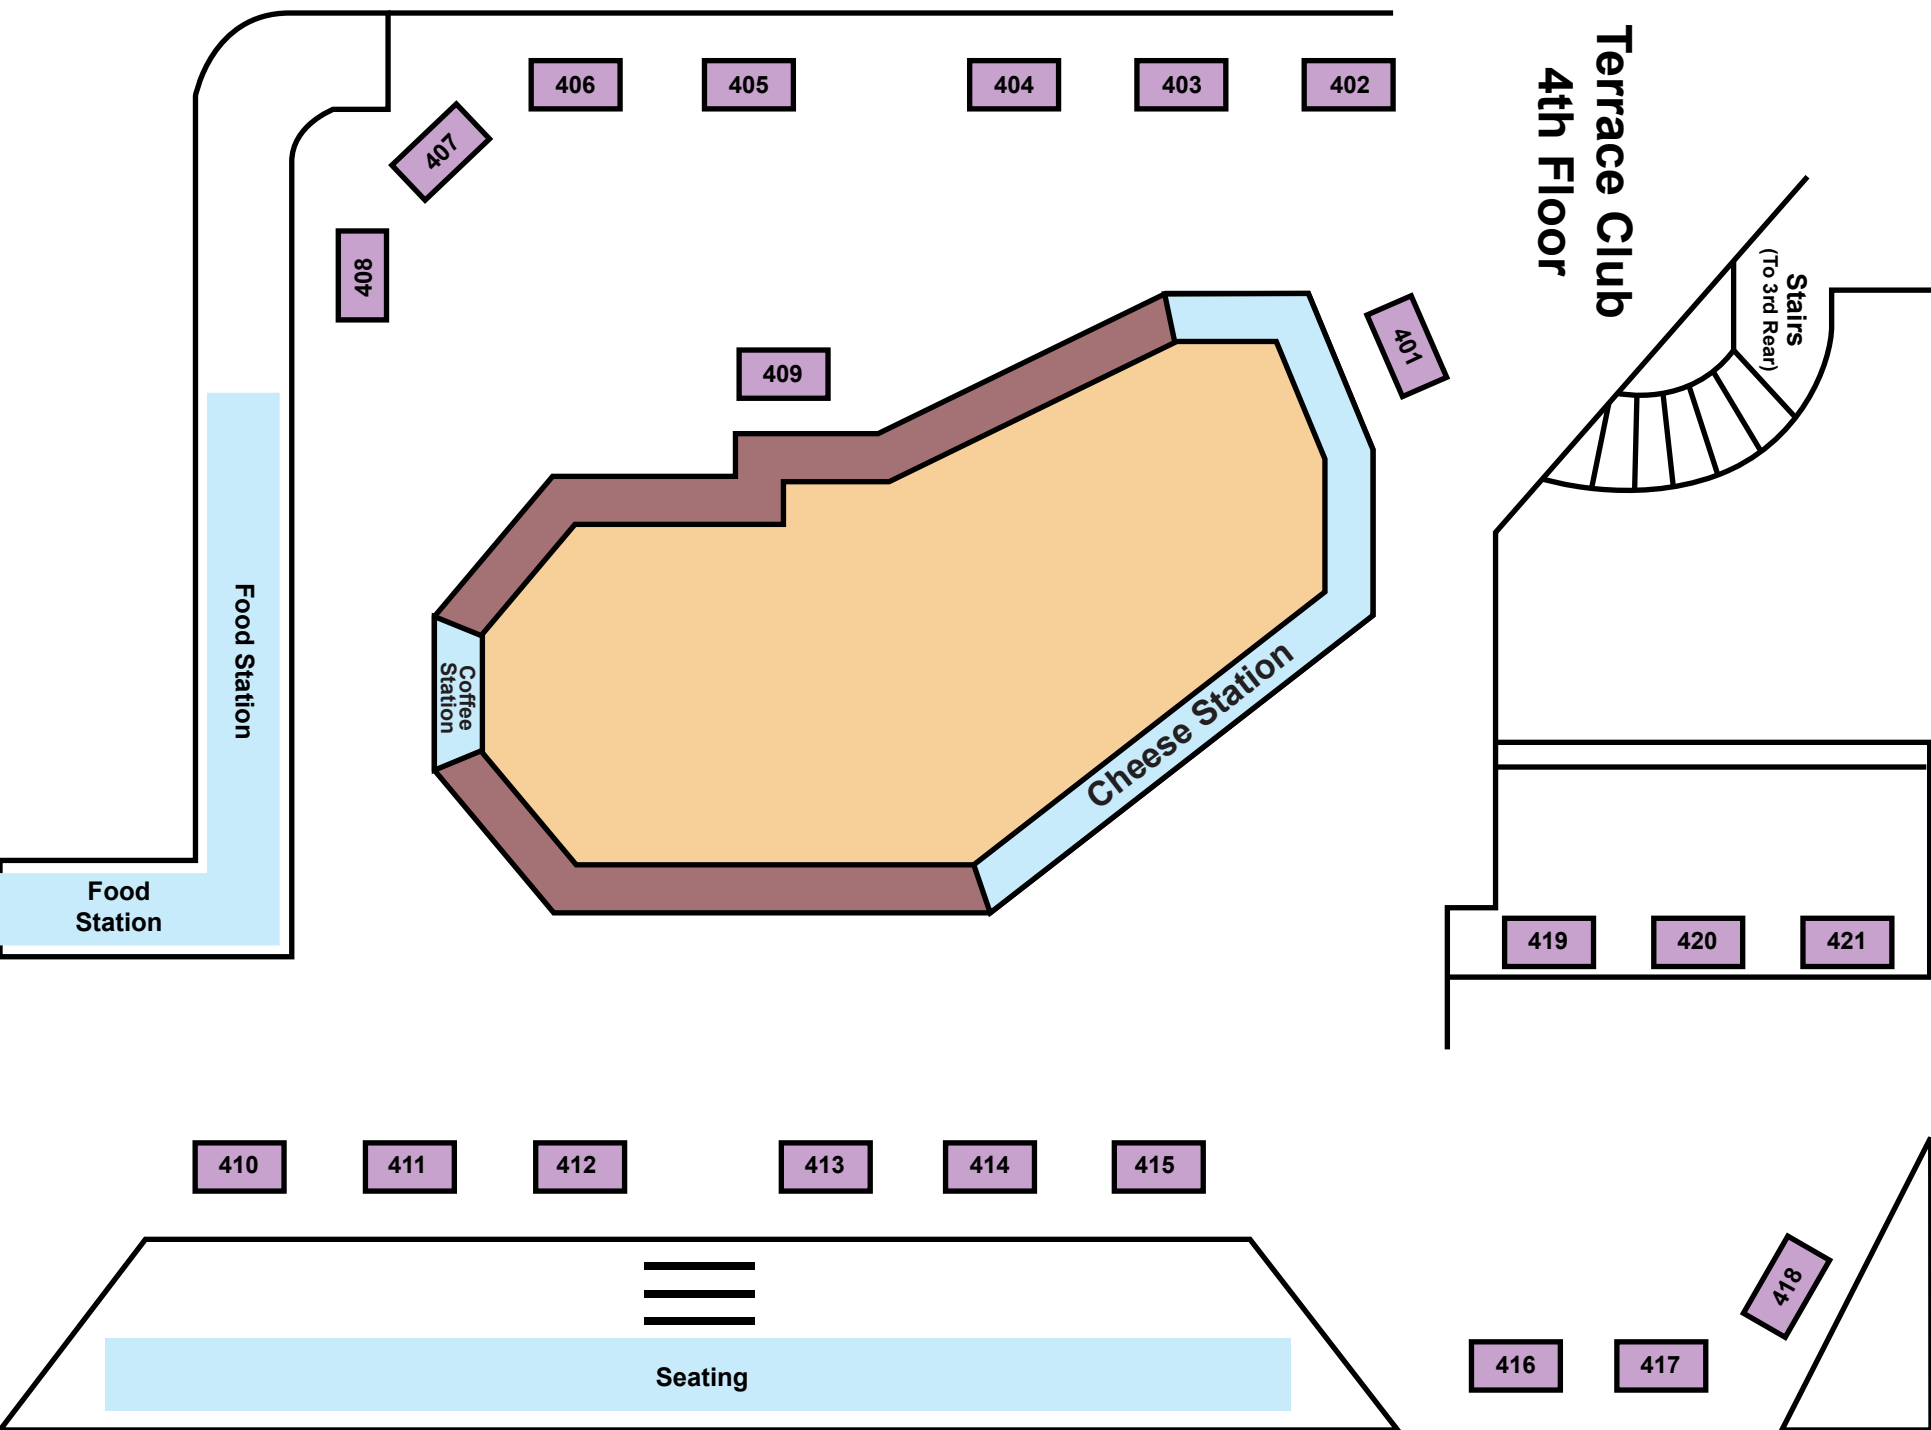 Terrace Club
4th Floor
406
405
404
403
402
407
408
409
401
Stairs
(To 3rd Rear)
Food Station
Coffee
Station
Cheese Station
Food
Station
419
420
421
410
411
412
413
414
415
418
416
417
Seating